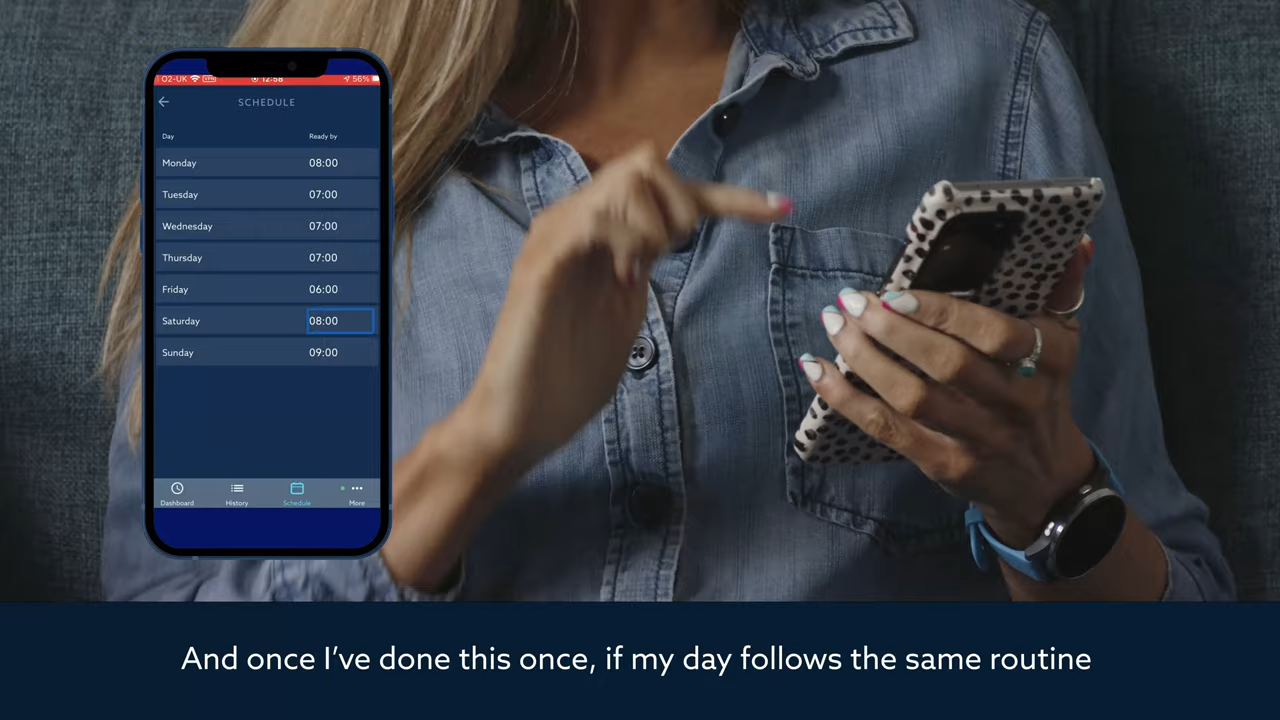 O2-UK VPN 12:58 56%
SCHEDULE
Day Ready by
Monday 08:00
Tuesday 07:00
Wednesday 07:00
Thursday 07:00
Friday 06:00
Saturday 08:00
Sunday 09:00
Dashboard History Schedule More
And once I’ve done this once, if my day follows the same routine